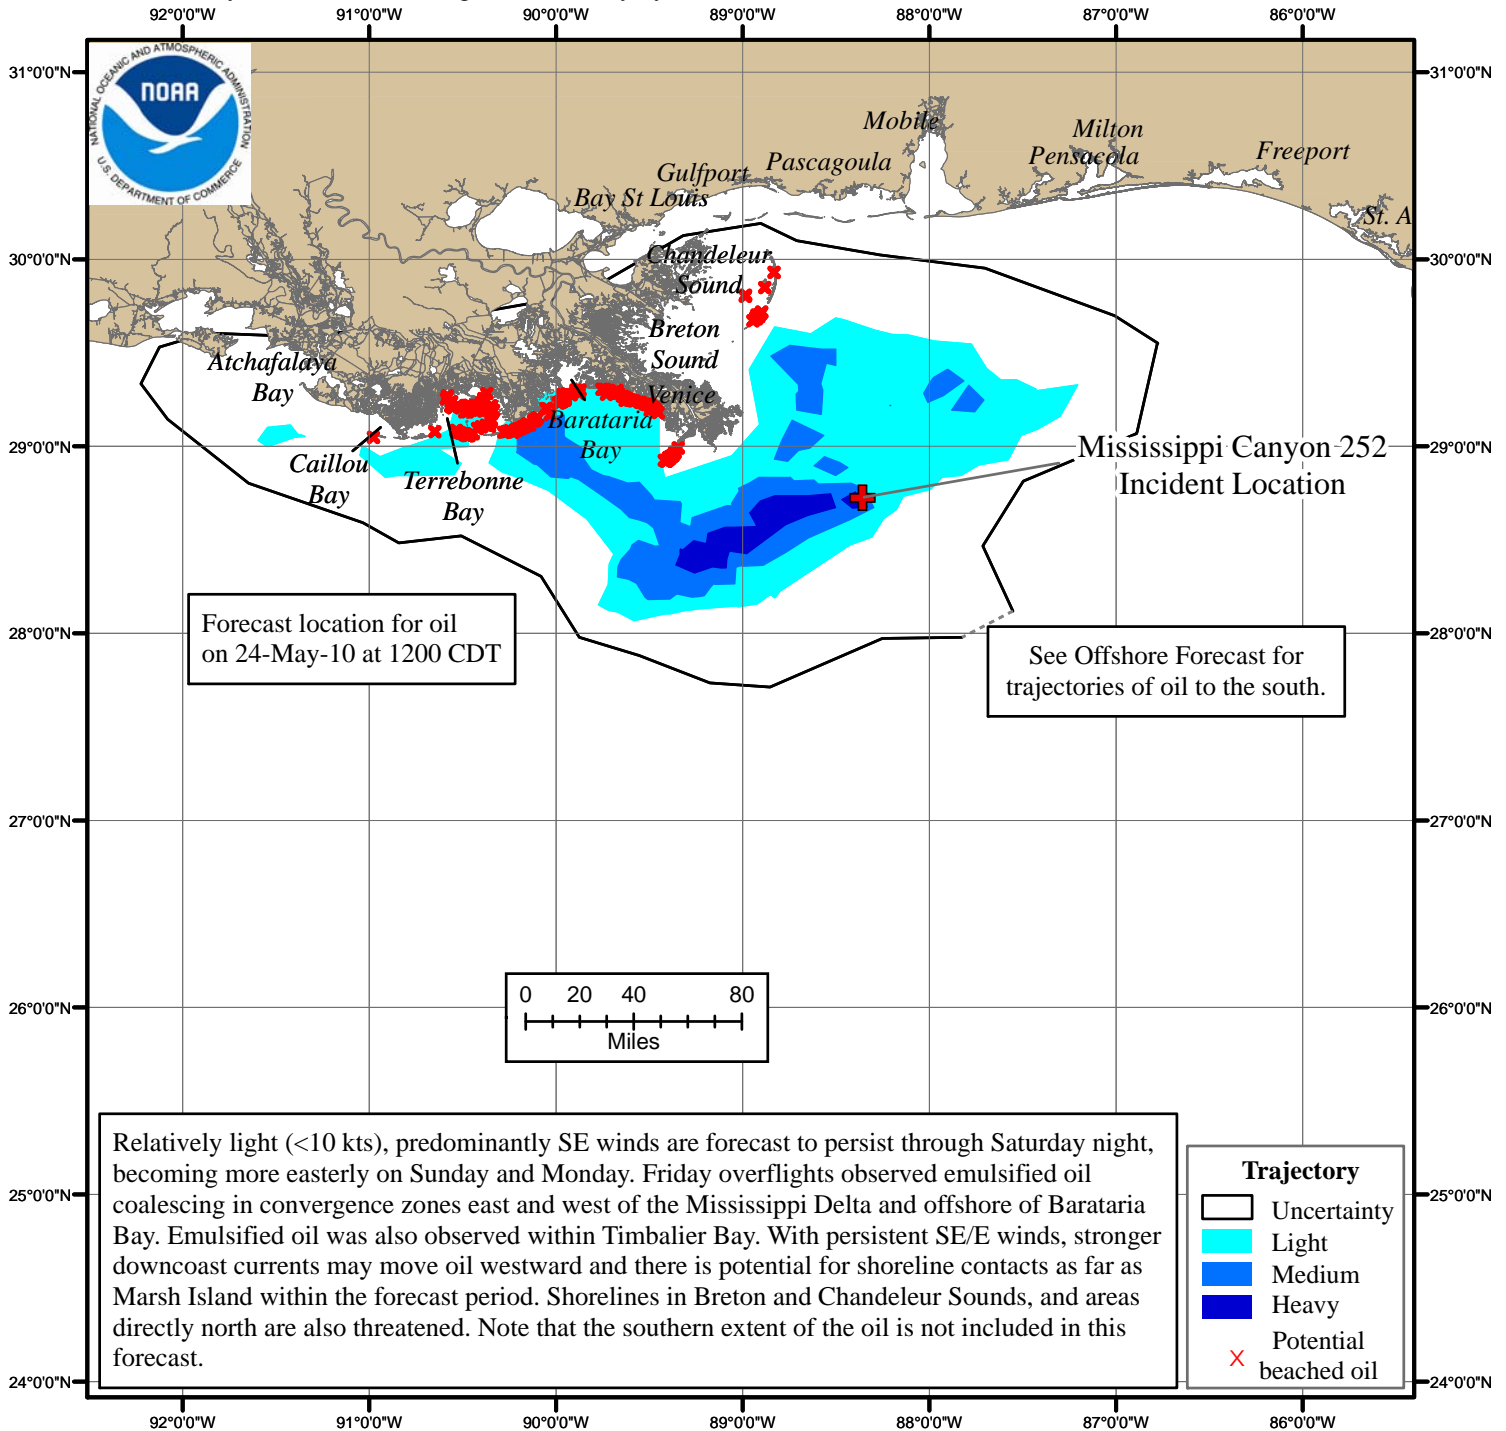 92°0'0"W 91°0'0"W 90°0'0"W 89°0'0"W 88°0'0"W 87°0'0"W 86°0'0"W
NATIONAL OCEANIC AND ATMOSPHERIC ADMINISTRATION
NOAA
U.S. DEPARTMENT OF COMMERCE
31°0'0"N 31°0'0"N
30°0'0"N 30°0'0"N
29°0'0"N 29°0'0"N
28°0'0"N 28°0'0"N
27°0'0"N 27°0'0"N
26°0'0"N 26°0'0"N
25°0'0"N 25°0'0"N
24°0'0"N 24°0'0"N
Mobile
Milton
Pensacola
Freeport
Pascagoula
Gulfport
Bay St Louis
St. A
Chandeleur
Sound
Breton
Sound
Venice
Atchafalaya
Bay
Barataria
Bay
Caillou
Bay
Terrebonne
Bay
Mississippi Canyon 252
Incident Location
Forecast location for oil
on 24-May-10 at 1200 CDT
See Offshore Forecast for
trajectories of oil to the south.
0 20 40 80
Miles
Relatively light (<10 kts), predominantly SE winds are forecast to persist through Saturday night,
becoming more easterly on Sunday and Monday. Friday overflights observed emulsified oil
coalescing in convergence zones east and west of the Mississippi Delta and offshore of Barataria
Bay. Emulsified oil was also observed within Timbalier Bay. With persistent SE/E winds, stronger
downcoast currents may move oil westward and there is potential for shoreline contacts as far as
Marsh Island within the forecast period. Shorelines in Breton and Chandeleur Sounds, and areas
directly north are also threatened. Note that the southern extent of the oil is not included in this
forecast.
Trajectory
Uncertainty
Light
Medium
Heavy
X Potential
beached oil
92°0'0"W 91°0'0"W 90°0'0"W 89°0'0"W 88°0'0"W 87°0'0"W 86°0'0"W